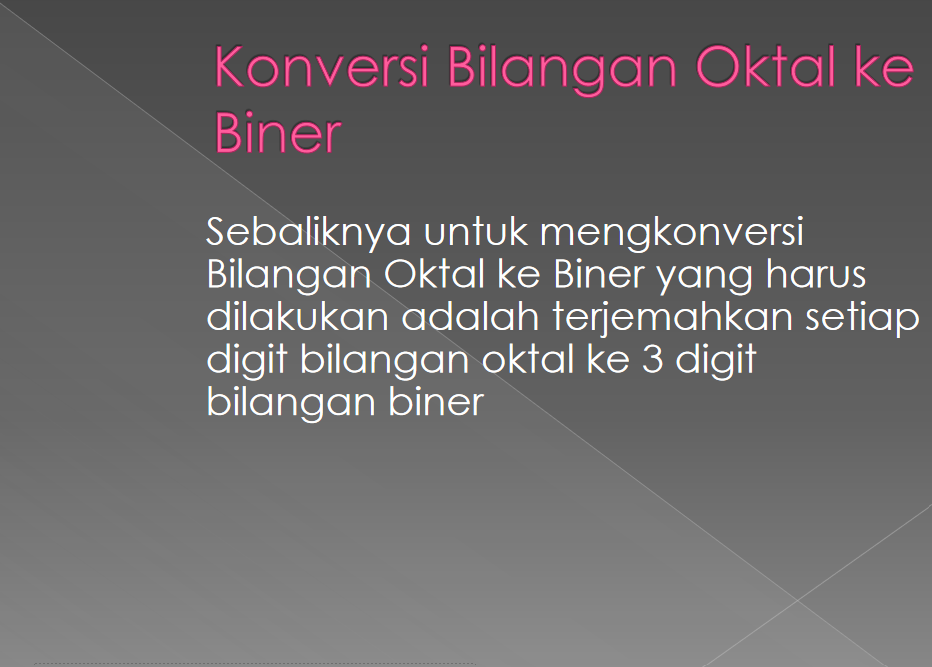 Konversi Bilangan Oktal ke
Biner
Sebaliknya untuk mengkonversi
Bilangan Oktal ke Biner yang harus
dilakukan adalah terjemahkan setiap
digit bilangan oktal ke 3 digit
bilangan biner